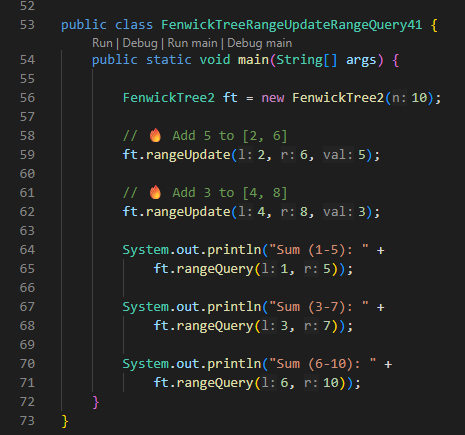 52
53 public class FenwickTreeRangeUpdateRangeQuery41 {
Run | Debug | Run main | Debug main
54 public static void main(String[] args) {
55
56 FenwickTree2 ft = new FenwickTree2(n: 10);
57
58 // 🔥 Add 5 to [2, 6]
59 ft.rangeUpdate(l: 2, r: 6, val: 5);
60
61 // 🔥 Add 3 to [4, 8]
62 ft.rangeUpdate(l: 4, r: 8, val: 3);
63
64 System.out.println("Sum (1-5): " +
65 ft.rangeQuery(l: 1, r: 5));
66
67 System.out.println("Sum (3-7): " +
68 ft.rangeQuery(l: 3, r: 7));
69
70 System.out.println("Sum (6-10): " +
71 ft.rangeQuery(l: 6, r: 10));
72 }
73 }